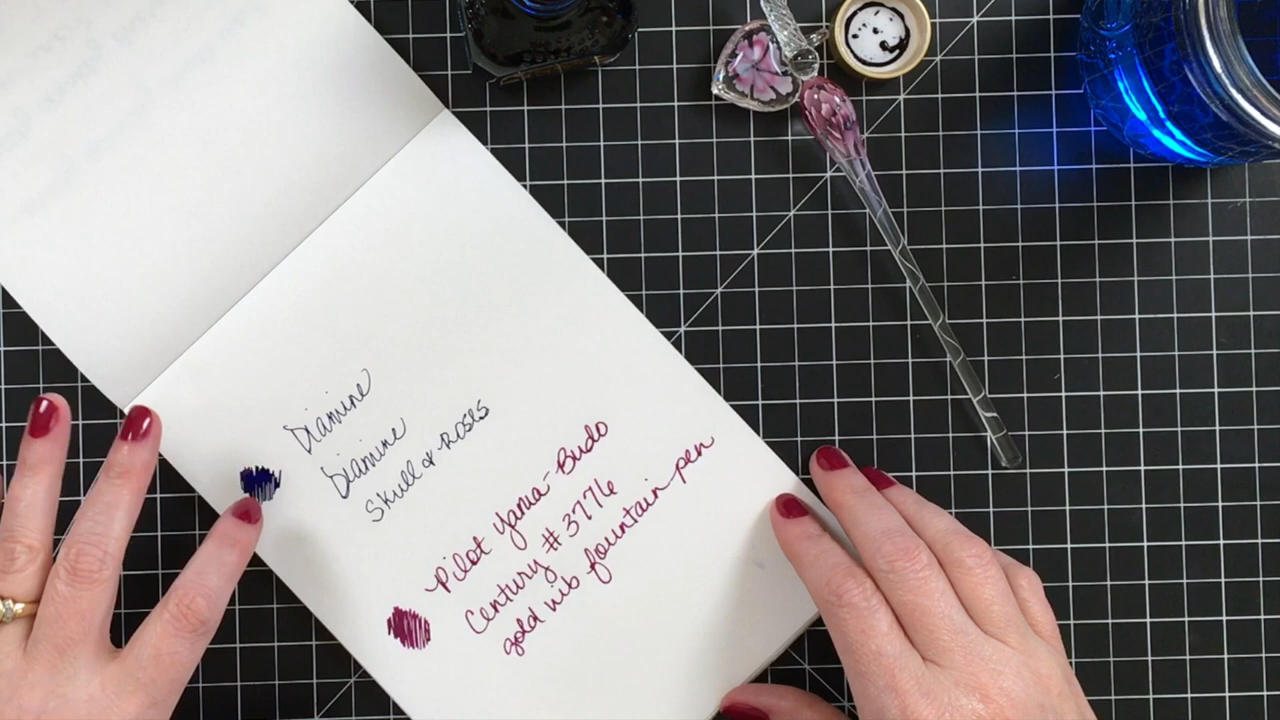 Diamine
Diamine
Skull & Roses
Pilot Yama-Budo
Century #3776
gold nib fountain pen